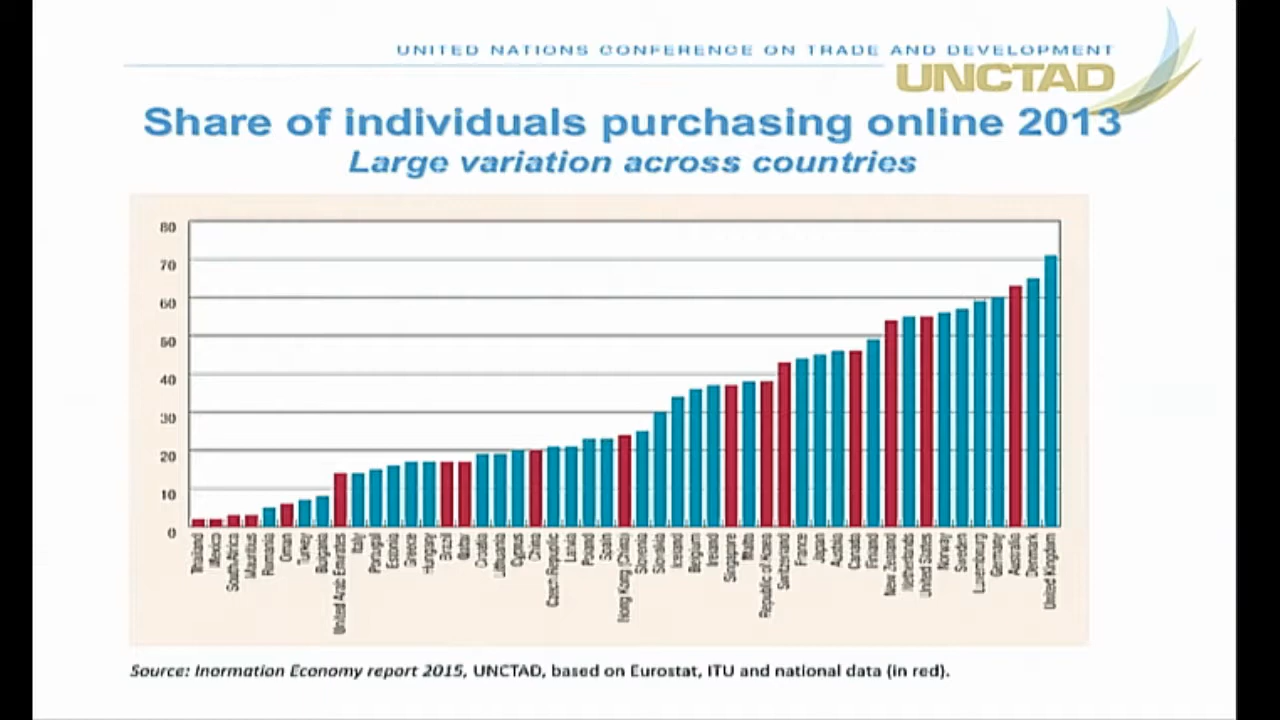 UNITED NATIONS CONFERENCE ON TRADE AND DEVELOPMENT
UNCTAD
Share of individuals purchasing online 2013
Large variation across countries
80
70
60
50
40
30
20
10
0
Thailand
Mexico
South Africa
Mauritius
Romania
Oman
Turkey
Bulgaria
United Arab Emirates
Italy
Portugal
Estonia
Greece
Hungary
Brazil
Qatar
Croatia
Lithuania
Cyprus
China
Czech Republic
Latvia
Poland
Spain
Hong Kong (China)
Slovenia
Slovakia
Iceland
Belgium
Ireland
Singapore
Malta
Republic of Korea
Switzerland
France
Japan
Austria
Canada
Finland
New Zealand
Netherlands
United States
Norway
Sweden
Luxemburg
Germany
Australia
Denmark
United Kingdom
Source: Inormation Economy report 2015, UNCTAD, based on Eurostat, ITU and national data (in red).